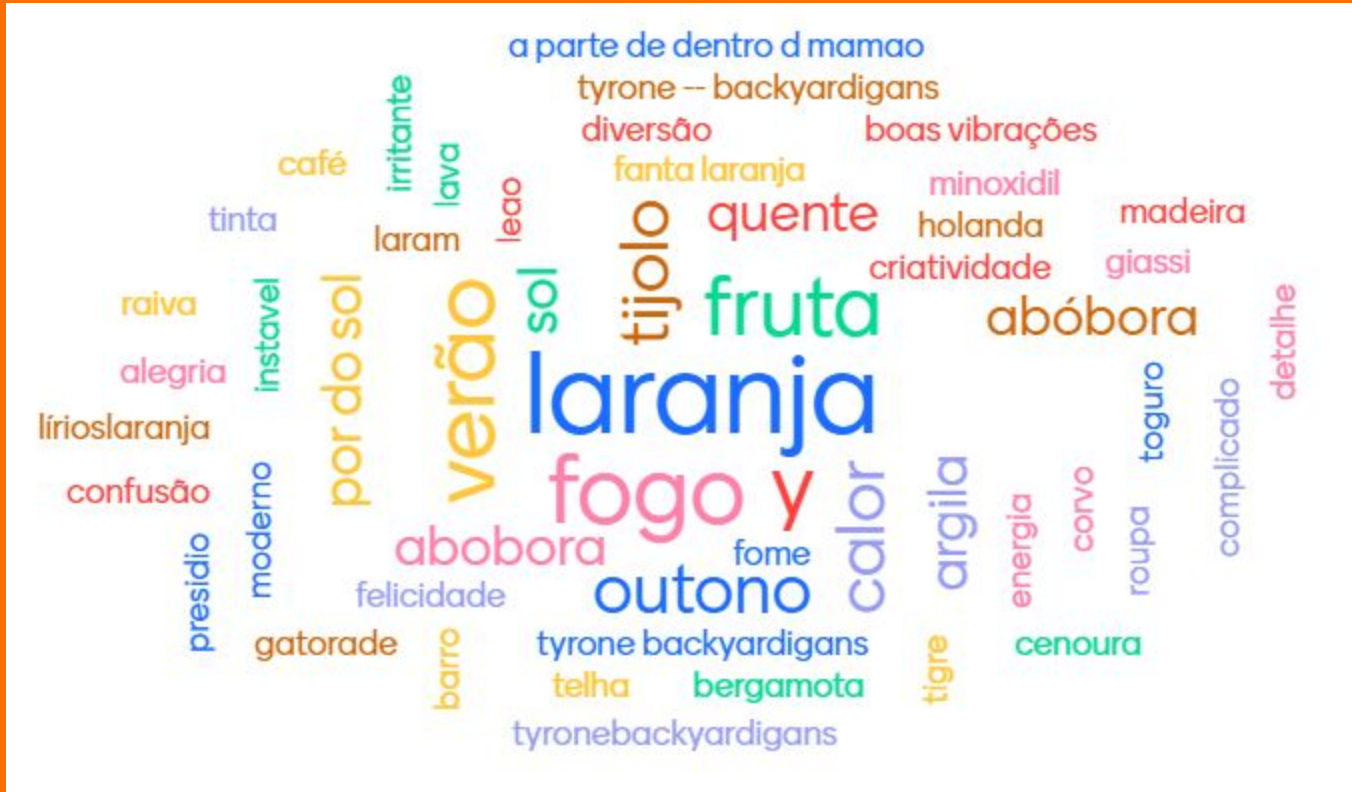 a parte de dentro d mamao
tyrone -- backyardigans
diversão
boas vibrações
irritante
café
lava
fanta laranja
minoxidil
leao
tijolo
quente
madeira
tinta
laram
holanda
criatividade
giassi
raiva
instavel
por do sol
verão
sol
fruta
abóbora
detalhe
alegria
laranja
toguro
complicado
lírioslaranja
confusão
moderno
fogo
y
calor
argila
energia
corvo
roupa
presidio
abobora
fome
felicidade
outono
gatorade
barro
tyrone backyardigans
tigre
cenoura
telha
bergamota
tyronebackyardigans